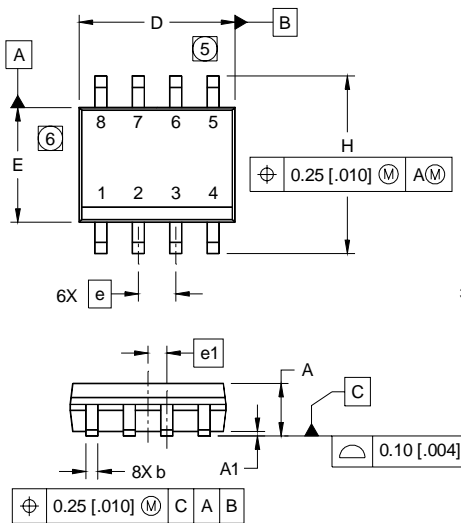 D
B
A
5
8 7 6 5
6
E
H
⌖ 0.25 [.010] Ⓜ A Ⓜ
1 2 3 4
6X e
e1
A
C
8X b
A1
⌓ 0.10 [.004]
⌖ 0.25 [.010] Ⓜ C A B